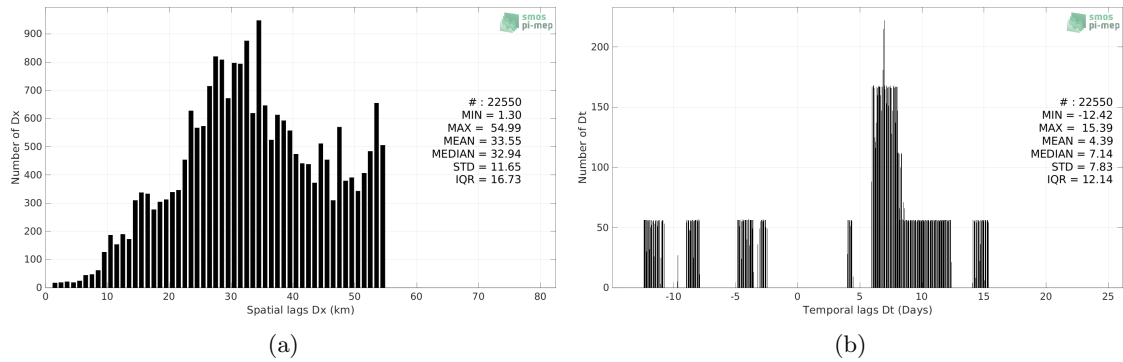 smos
pi-mep
900
800
700
600
500
400
300
200
100
0
Number of Dx
# : 22550
MIN = 1.30
MAX = 54.99
MEAN = 33.55
MEDIAN = 32.94
STD = 11.65
IQR = 16.73
0 10 20 30 40 50 60 70 80
Spatial lags Dx (km)
(a)
smos
pi-mep
200
150
100
50
0
Number of Dt
# : 22550
MIN = -12.42
MAX = 15.39
MEAN = 4.39
MEDIAN = 7.14
STD = 7.83
IQR = 12.14
-10 -5 0 5 10 15 20 25
Temporal lags Dt (Days)
(b)